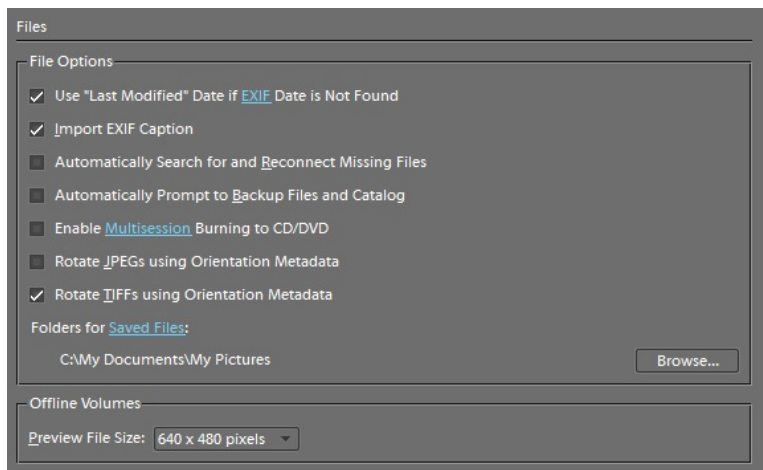 Files
File Options
Use "Last Modified" Date if EXIF Date is Not Found
Import EXIF Caption
Automatically Search for and Reconnect Missing Files
Automatically Prompt to Backup Files and Catalog
Enable Multisession Burning to CD/DVD
Rotate JPEGs using Orientation Metadata
Rotate TIFFs using Orientation Metadata
Folders for Saved Files:
C:\My Documents\My Pictures Browse...
Offline Volumes
Preview File Size: 640 x 480 pixels